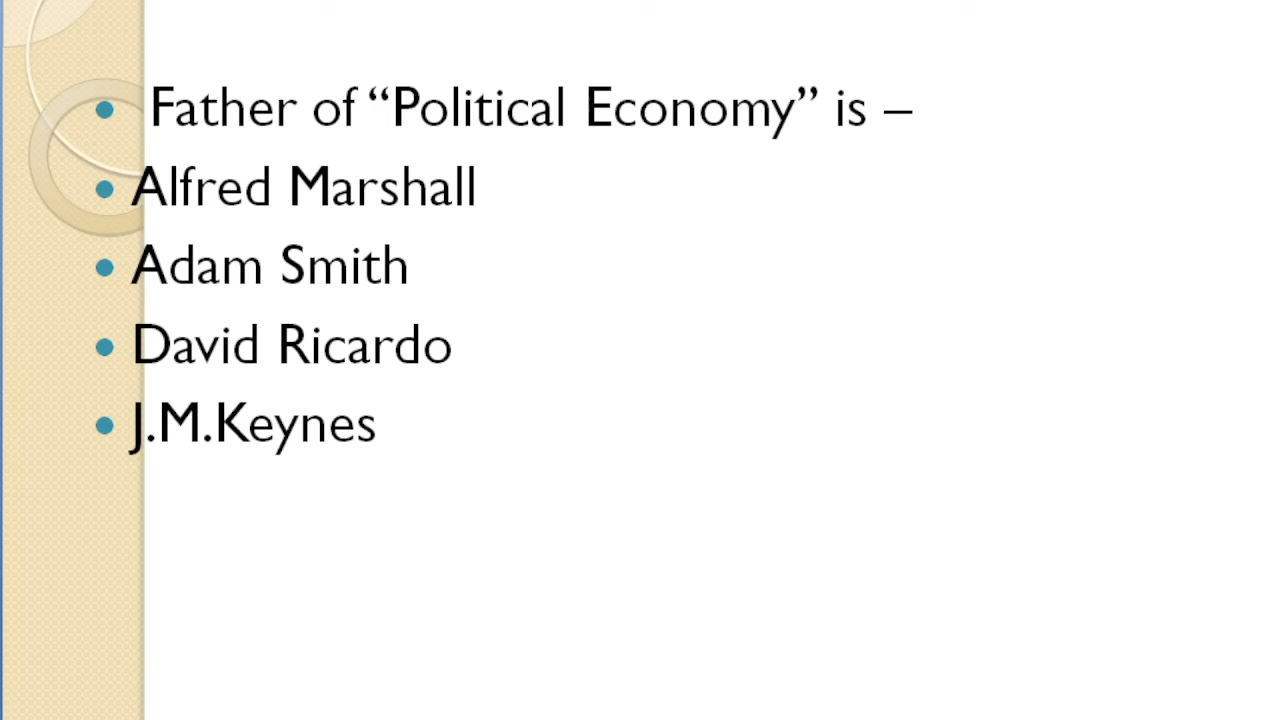 • Father of “Political Economy” is –
• Alfred Marshall
• Adam Smith
• David Ricardo
• J.M.Keynes